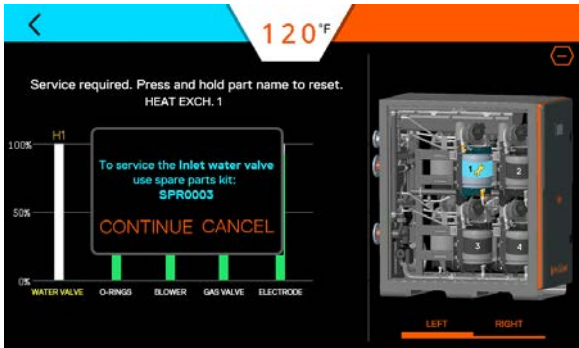 120°F
Service required. Press and hold part name to reset.
HEAT EXCH. 1
H1
100%
To service the Inlet water valve
use spare parts kit:
SPR0003
CONTINUE CANCEL
50%
0%
WATER VALVE O-RINGS BLOWER GAS VALVE ELECTRODE
1
2
3
4
LEFT RIGHT